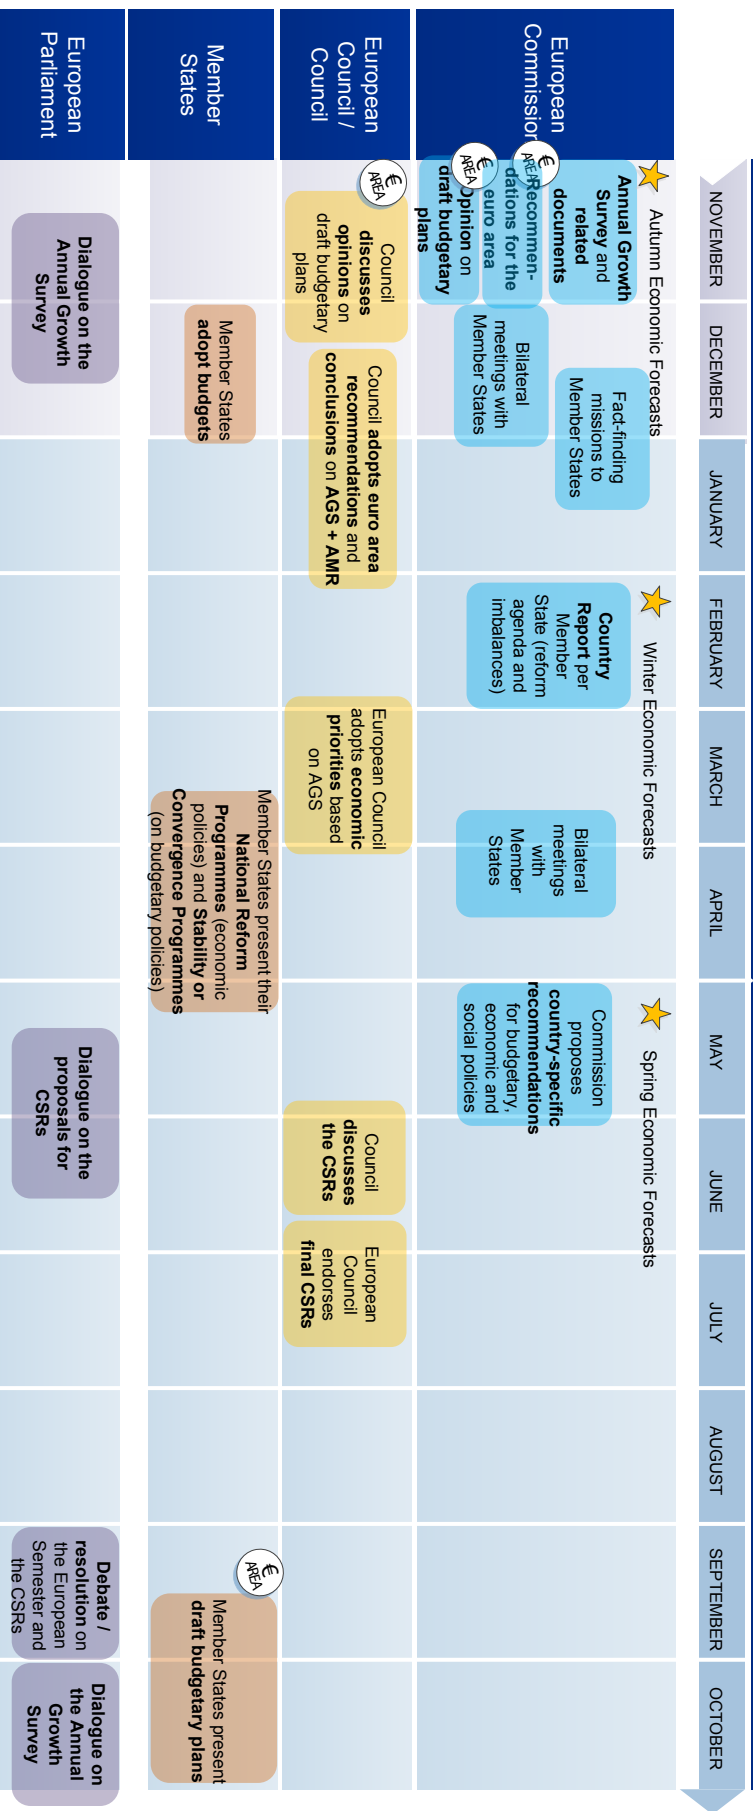 NOVEMBER
DECEMBER
JANUARY
FEBRUARY
MARCH
APRIL
MAY
JUNE
JULY
AUGUST
SEPTEMBER
OCTOBER
European
Commission
Autumn Economic Forecasts
Winter Economic Forecasts
Spring Economic Forecasts
Annual Growth
Survey and
related
documents
€
AREA
Recommen-
dations for the
euro area
€
AREA
Opinion on
draft budgetary
plans
Fact-finding
missions to
Member States
Bilateral
meetings with
Member States
Country
Report per
Member
State (reform
agenda and
imbalances)
Bilateral
meetings
with
Member
States
Commission
proposes
country-specific
recommendations
for budgetary,
economic and
social policies
European
Council /
Council
€
AREA
Council
discusses
opinions on
draft budgetary
plans
Council adopts euro area
recommendations and
conclusions on AGS + AMR
European Council
adopts economic
priorities based
on AGS
Council
discusses
the CSRs
European
Council
endorses
final CSRs
Member
States
Member States
adopt budgets
Member States present their
National Reform
Programmes (economic
policies) and Stability or
Convergence Programmes
(on budgetary policies)
€
AREA
Member States present
draft budgetary plans
European
Parliament
Dialogue on the
Annual Growth
Survey
Dialogue on the
proposals for
CSRs
Debate /
resolution on
the European
Semester and
the CSRs
Dialogue on
the Annual
Growth
Survey